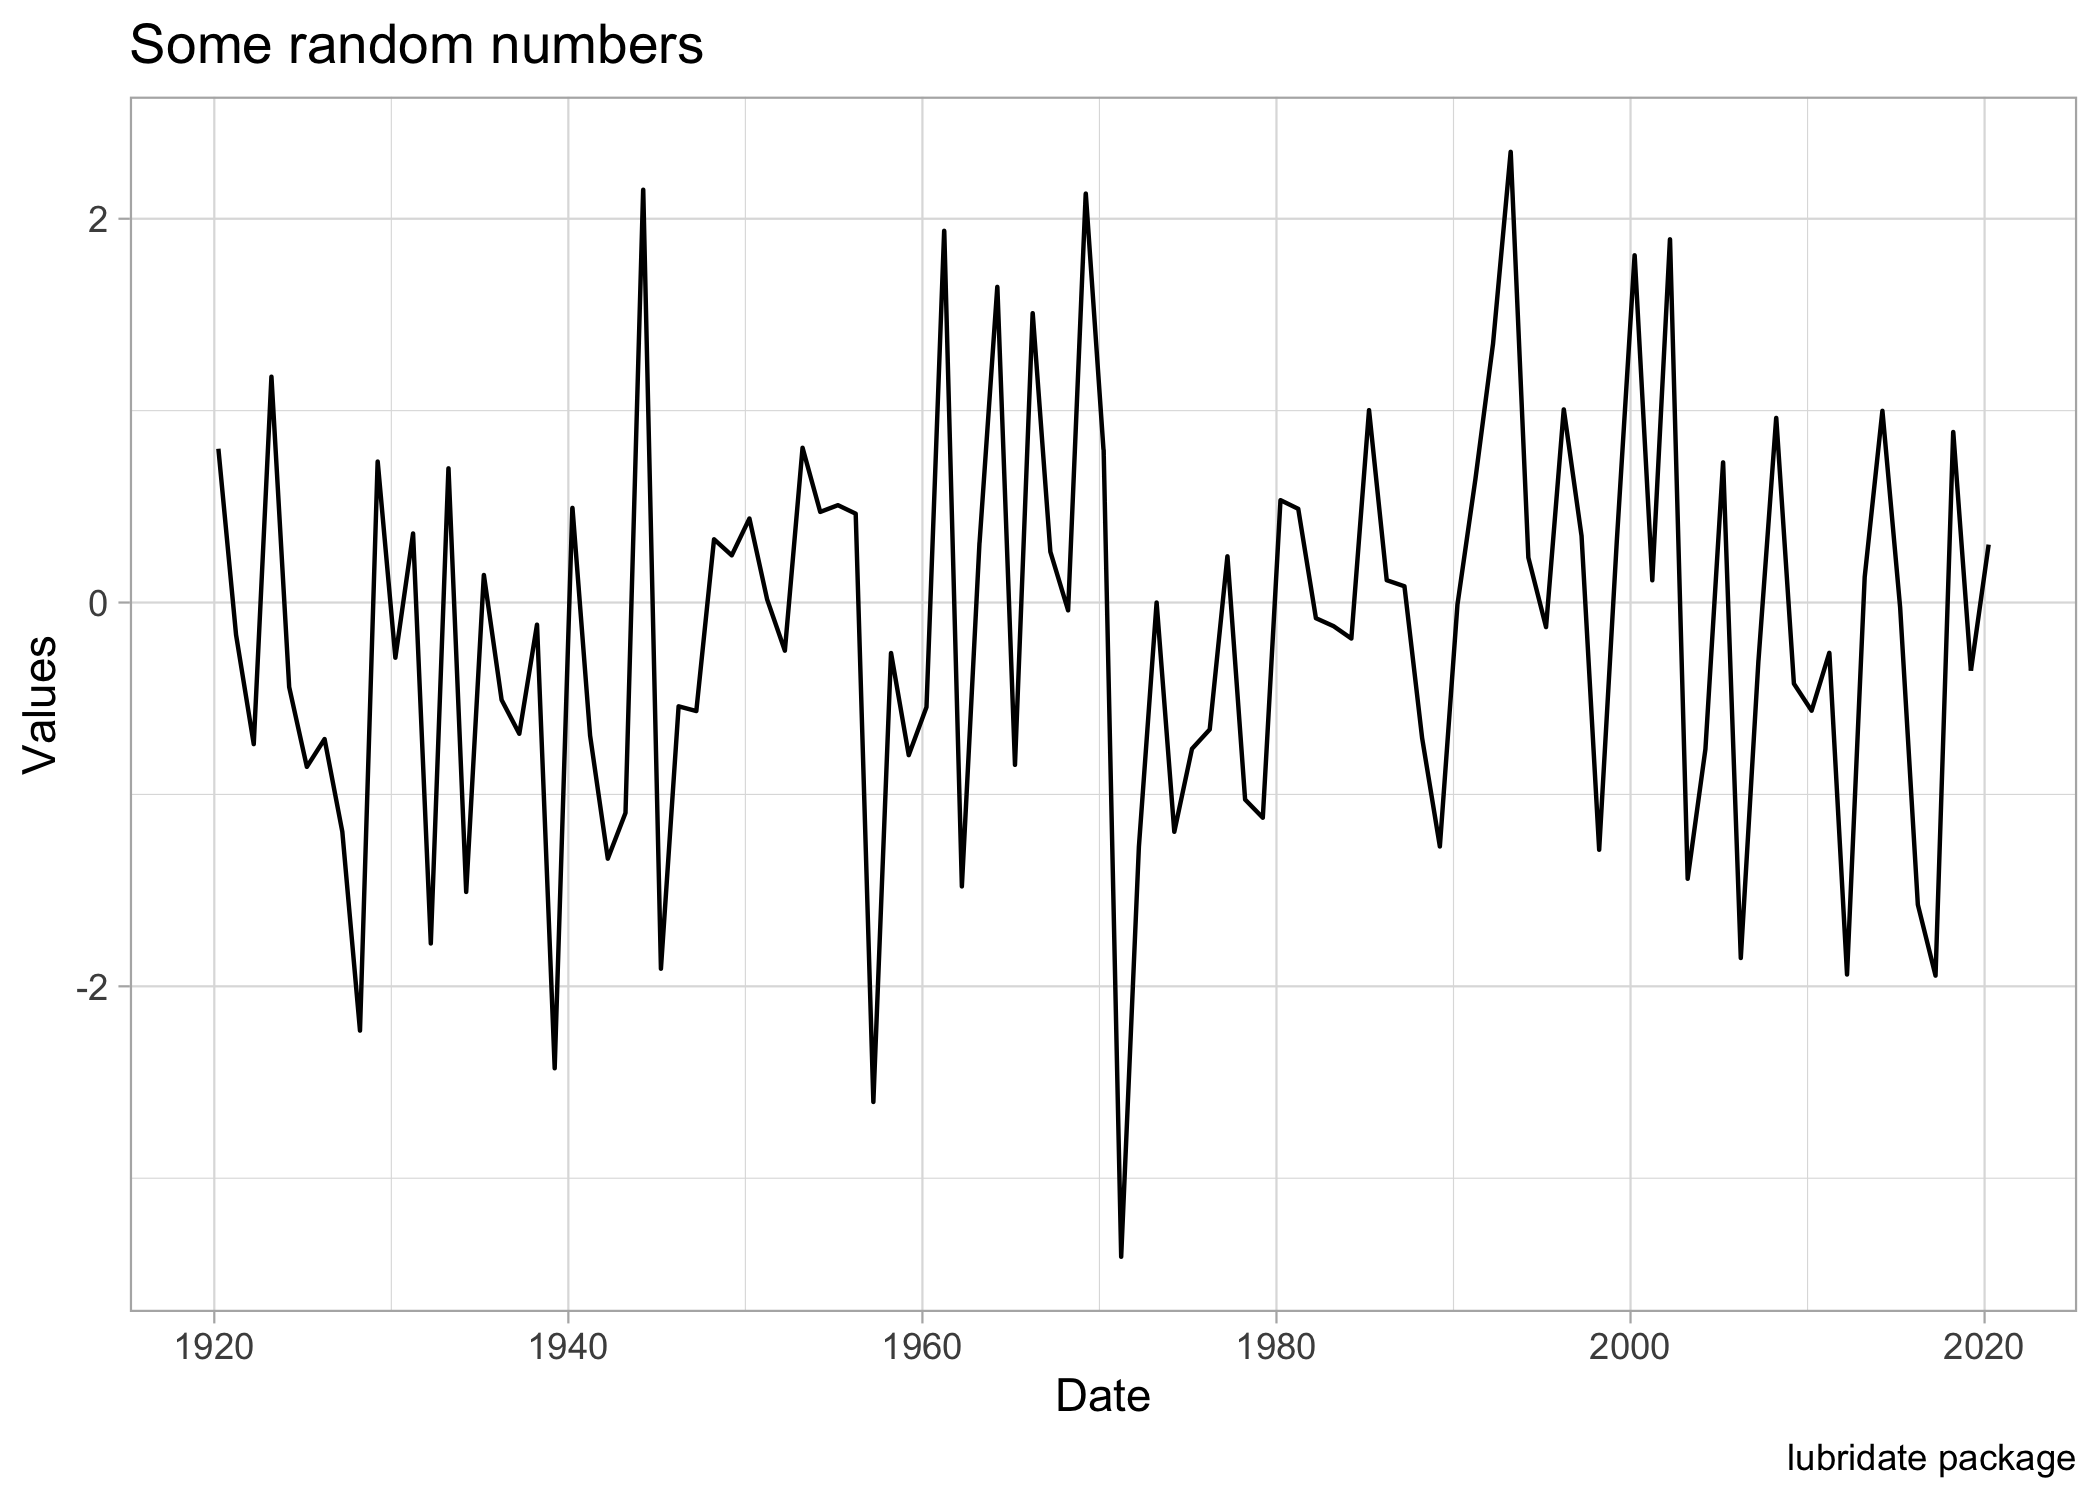 Some random numbers
Values
2
0
-2
1920 1940 1960 1980 2000 2020
Date
lubridate package